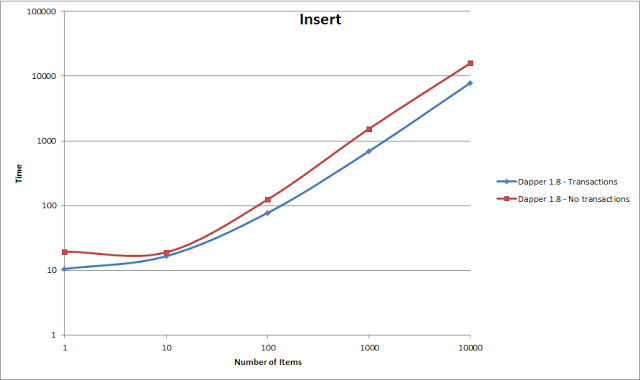 Insert
100000
10000
1000
100
10
1
Time
1
10
100
1000
10000
Number of Items
Dapper 1.8 - Transactions
Dapper 1.8 - No transactions